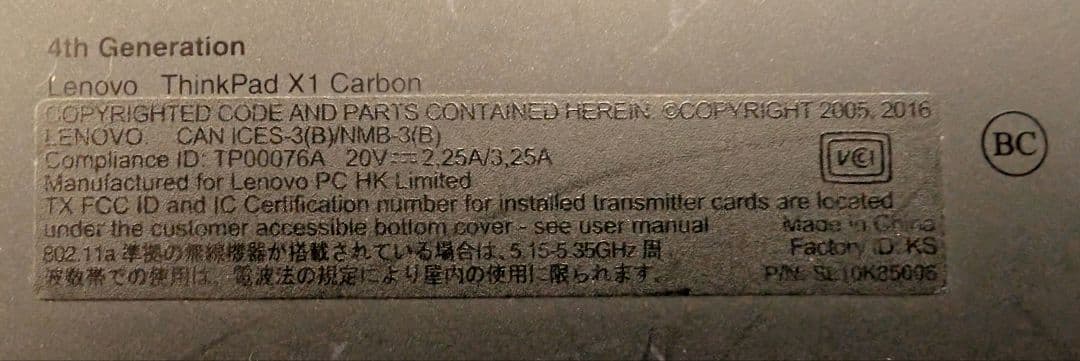 4th Generation
Lenovo ThinkPad X1 Carbon
COPYRIGHTED CODE AND PARTS CONTAINED HEREIN. ©COPYRIGHT 2005, 2016
LENOVO. CAN ICES-3(B)/NMB-3(B)
Compliance ID: TP00076A 20V⎓2.25A/3.25A
VCCI
BC
Manufactured for Lenovo PC HK Limited
TX FCC ID and IC Certification number for installed transmitter cards are located
under the customer accessible bottom cover - see user manual
Made in China
802.11a 準拠の無線機器が搭載されている場合は、5.15-5.35GHz 周
Factory ID: KS
波数帯での使用は、電波法の規定により屋内の使用に限られます。
P/N: